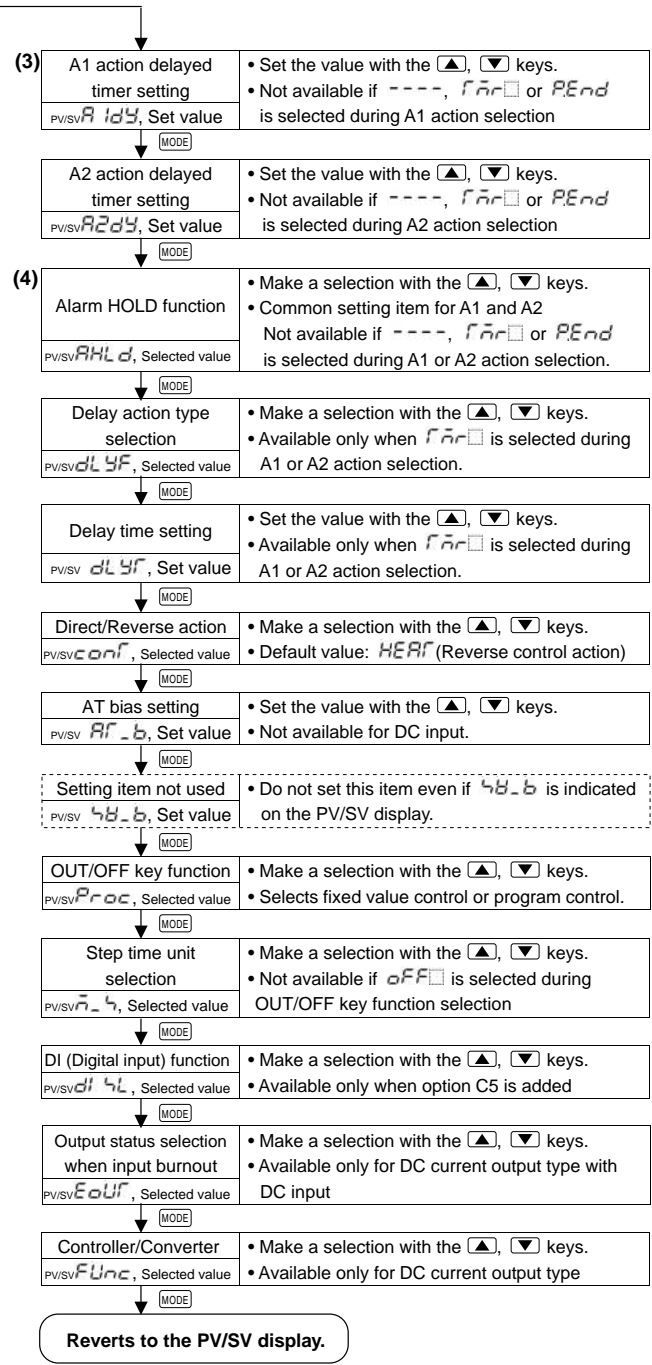 (3)
A1 action delayed
timer setting
PV/SV A1dY, Set value
• Set the value with the ▲, ▼ keys.
• Not available if ----, TmR□ or P.End
is selected during A1 action selection
MODE
A2 action delayed
timer setting
PV/SV A2dY, Set value
• Set the value with the ▲, ▼ keys.
• Not available if ----, TmR□ or P.End
is selected during A2 action selection
MODE
(4)
Alarm HOLD function
PV/SV AHLd, Selected value
• Make a selection with the ▲, ▼ keys.
• Common setting item for A1 and A2
Not available if ----, TmR□ or P.End
is selected during A1 or A2 action selection.
MODE
Delay action type
selection
PV/SV dLYF, Selected value
• Make a selection with the ▲, ▼ keys.
• Available only when TmR□ is selected during
A1 or A2 action selection.
MODE
Delay time setting
PV/SV dLYT, Set value
• Set the value with the ▲, ▼ keys.
• Available only when TmR□ is selected during
A1 or A2 action selection.
MODE
Direct/Reverse action
PV/SV conT, Selected value
• Make a selection with the ▲, ▼ keys.
• Default value: HEAT (Reverse control action)
MODE
AT bias setting
PV/SV AT_b, Set value
• Set the value with the ▲, ▼ keys.
• Not available for DC input.
MODE
Setting item not used
PV/SV SV_b, Set value
• Do not set this item even if SV_b is indicated
on the PV/SV display.
MODE
OUT/OFF key function
PV/SV Proc, Selected value
• Make a selection with the ▲, ▼ keys.
• Selects fixed value control or program control.
MODE
Step time unit
selection
PV/SV m_S, Selected value
• Make a selection with the ▲, ▼ keys.
• Not available if oFF□ is selected during
OUT/OFF key function selection
MODE
DI (Digital input) function
PV/SV dISL, Selected value
• Make a selection with the ▲, ▼ keys.
• Available only when option C5 is added
MODE
Output status selection
when input burnout
PV/SV EoUT, Selected value
• Make a selection with the ▲, ▼ keys.
• Available only for DC current output type with
DC input
MODE
Controller/Converter
PV/SV FUnc, Selected value
• Make a selection with the ▲, ▼ keys.
• Available only for DC current output type
MODE
Reverts to the PV/SV display.